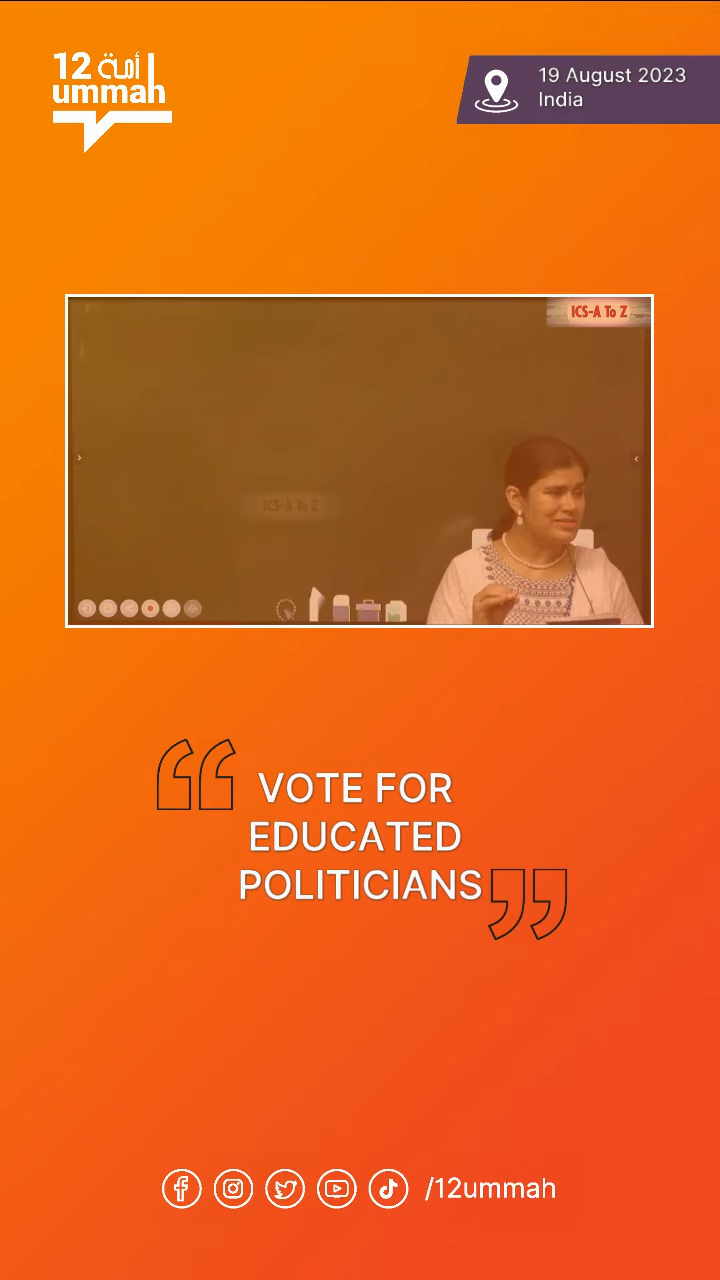 12 أمة
ummah
19 August 2023
India
ICS-A To Z
ICS-A To Z
VOTE FOR
EDUCATED
POLITICIANS
/12ummah